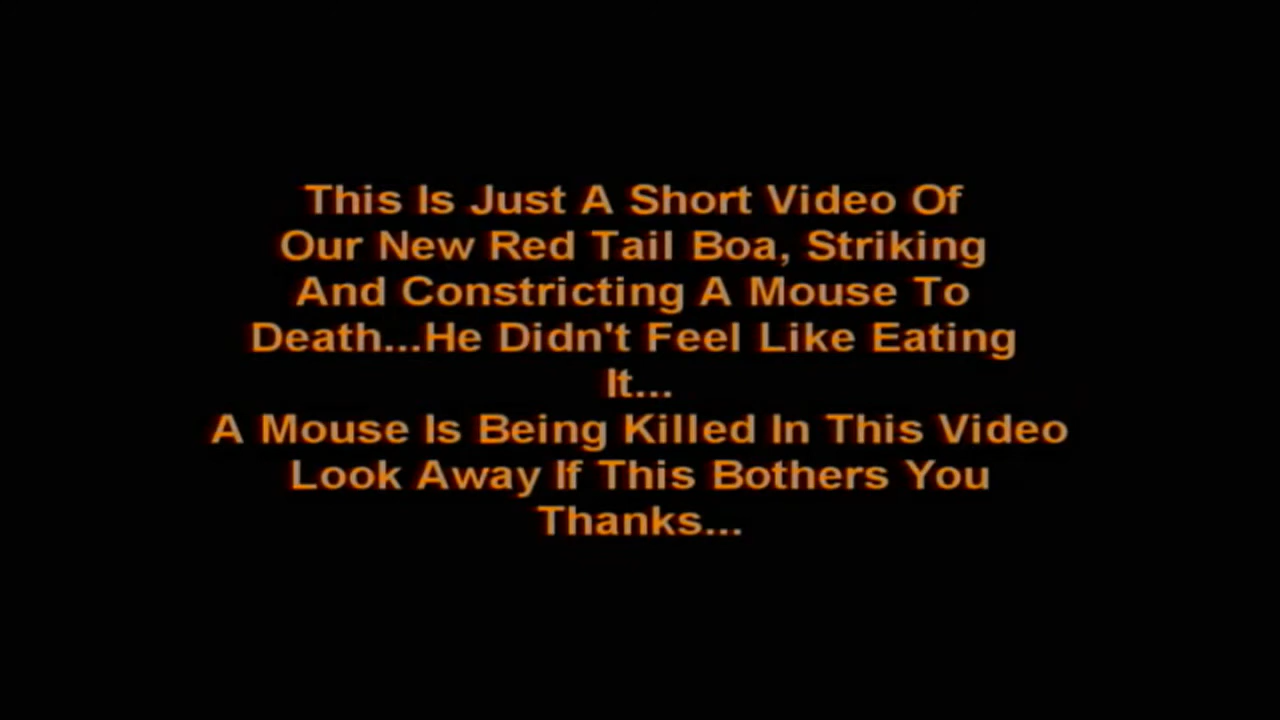 This Is Just A Short Video Of
Our New Red Tail Boa, Striking
And Constricting A Mouse To
Death...He Didn't Feel Like Eating
It...
A Mouse Is Being Killed In This Video
Look Away If This Bothers You
Thanks...